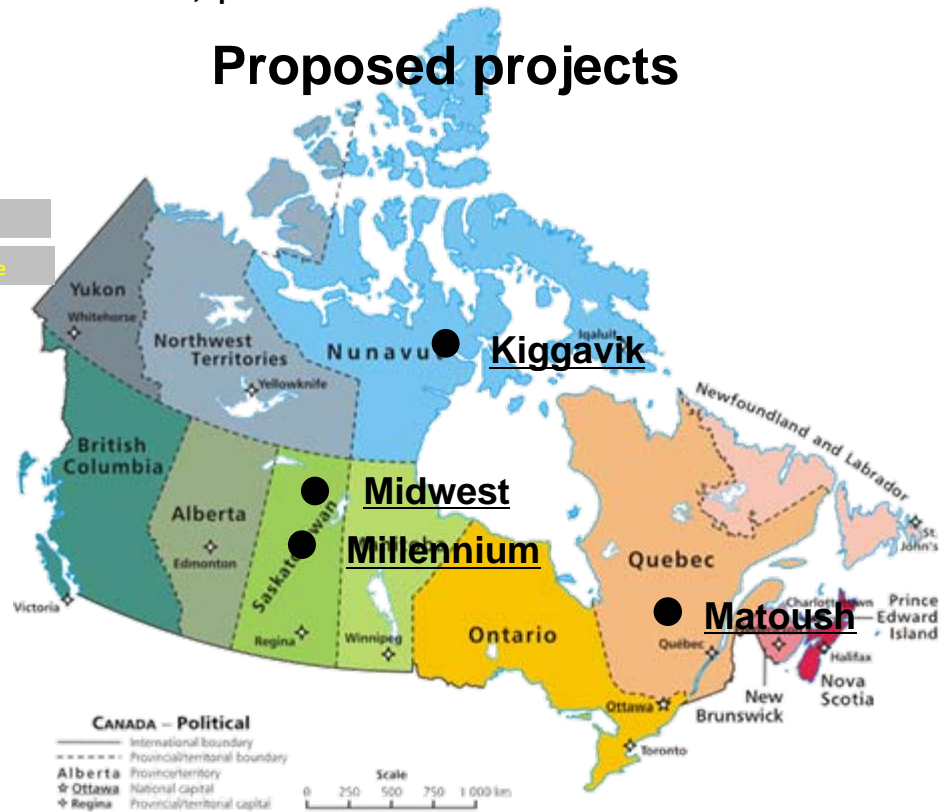 Proposed projects
e
Yukon
Whitehorse
Northwest
Territories
Yellowknife
Nunavu
Iqaluit
Kiggavik
Newfoundland and Labrador
British
Columbia
Midwest
Alberta
Edmonton
Saskatchewan
Millennium
Quebec
St.
John's
Victoria
Charlottetown
Prince
Edward
Island
Matoush
Regina
Winnipeg
Ontario
Québec
Halifax
Nova
Scotia
New
Brunswick
Ottawa
Toronto
CANADA – Political
International boundary
Provincial/territorial boundary
Alberta Province/territory
Ottawa National capital
Regina Provincial/territorial capital
Scale
0 250 500 750 1 000 km